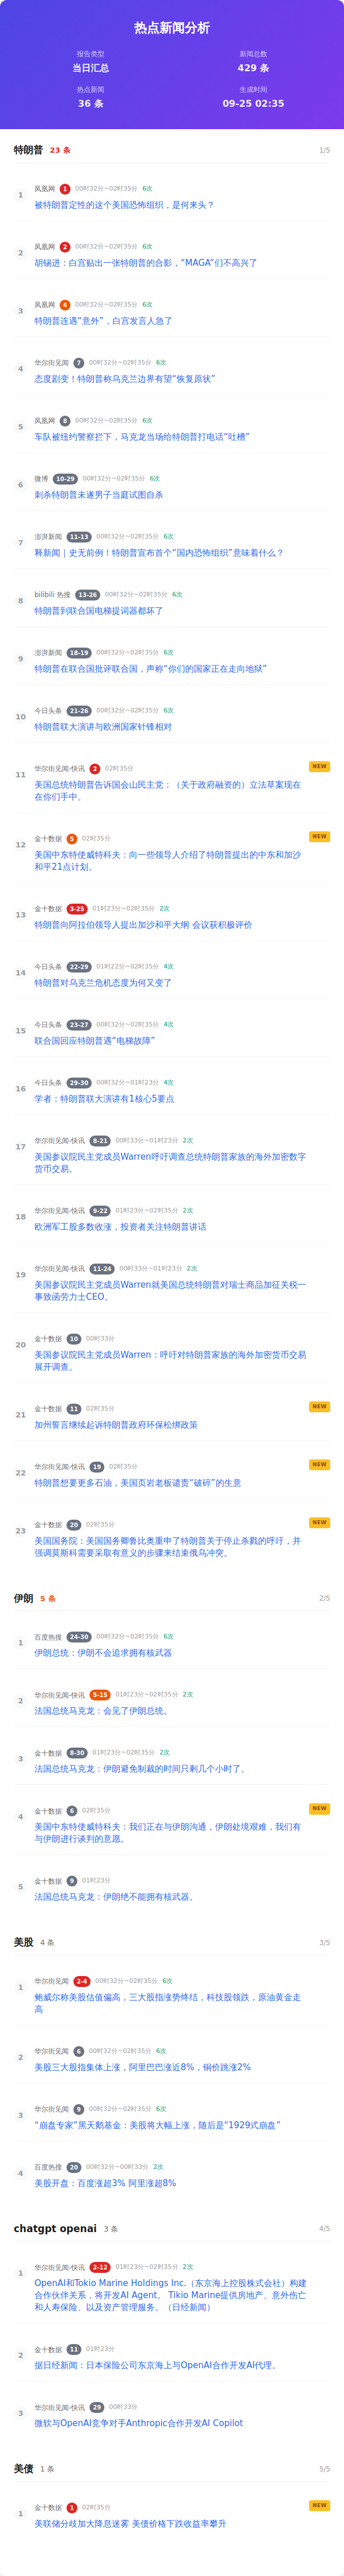 热点新闻分析
报告类型
当日汇总
新闻总数
429 条
热点新闻
36 条
生成时间
09-25 02:35
特朗普 23 条 1/5
1
凤凰网 1 00时32分~02时35分 6次
被特朗普定性的这个美国恐怖组织，是何来头？
2
凤凰网 2 00时32分~02时35分 6次
胡锡进：白宫贴出一张特朗普的合影，“MAGA”们不高兴了
3
凤凰网 4 00时32分~02时35分 6次
特朗普连遇“意外”，白宫发言人急了
4
华尔街见闻 7 00时32分~02时35分 6次
态度剧变！特朗普称乌克兰边界有望“恢复原状”
5
凤凰网 8 00时32分~02时35分 6次
车队被纽约警察拦下，马克龙当场给特朗普打电话“吐槽”
6
微博 10-29 00时32分~02时35分 6次
刺杀特朗普未遂男子当庭试图自杀
7
澎湃新闻 11-13 00时32分~02时35分 6次
释新闻｜史无前例！特朗普宣布首个“国内恐怖组织”意味着什么？
8
bilibili 热搜 13-26 00时32分~02时35分 6次
特朗普到联合国电梯提词器都坏了
9
澎湃新闻 18-19 00时32分~02时35分 6次
特朗普在联合国批评联合国，声称“你们的国家正在走向地狱”
10
今日头条 21-26 00时32分~02时35分 6次
特朗普联大演讲与欧洲国家针锋相对
11
华尔街见闻-快讯 2 02时35分 NEW
美国总统特朗普告诉国会山民主党：（关于政府融资的）立法草案现在
在你们手中。
12
金十数据 5 02时35分 NEW
美国中东特使威特科夫：向一些领导人介绍了特朗普提出的中东和加沙
和平21点计划。
13
金十数据 3-25 01时23分~02时35分 2次
特朗普向阿拉伯领导人提出加沙和平大纲 会议获积极评价
14
今日头条 22-29 01时22分~02时35分 4次
特朗普对乌克兰危机态度为何又变了
15
今日头条 23-27 00时32分~02时35分 4次
联合国回应特朗普遇“电梯故障”
16
今日头条 29-30 00时32分~01时23分 4次
学者：特朗普联大演讲有1核心5要点
17
华尔街见闻-快讯 8-21 00时33分~01时23分 2次
美国参议院民主党成员Warren呼吁调查总统特朗普家族的海外加密数字
货币交易。
18
华尔街见闻-快讯 9-22 01时23分~02时35分 2次
欧洲军工股多数收涨，投资者关注特朗普讲话
19
华尔街见闻-快讯 11-24 00时33分~01时23分 2次
美国参议院民主党成员Warren就美国总统特朗普对瑞士商品加征关税一
事致函劳力士CEO。
20
金十数据 10 00时33分
美国参议院民主党成员Warren：呼吁对特朗普家族的海外加密货币交易
展开调查。
21
金十数据 11 02时35分 NEW
加州誓言继续起诉特朗普政府环保松绑政策
22
华尔街见闻-快讯 19 02时35分 NEW
特朗普想要更多石油，美国页岩老板谴责“破碎”的生意
23
金十数据 20 02时35分 NEW
美国国务院：美国国务卿鲁比奥重申了特朗普关于停止杀戮的呼吁，并
强调莫斯科需要采取有意义的步骤来结束俄乌冲突。
伊朗 5 条 2/5
1
百度热搜 24-30 00时32分~02时35分 6次
伊朗总统：伊朗不会追求拥有核武器
2
华尔街见闻-快讯 5-15 01时23分~02时35分 2次
法国总统马克龙：会见了伊朗总统。
3
金十数据 8-30 01时23分~02时35分 2次
法国总统马克龙：伊朗避免制裁的时间只剩几个小时了。
4
金十数据 6 02时35分 NEW
美国中东特使威特科夫：我们正在与伊朗沟通，伊朗处境艰难，我们有
与伊朗进行谈判的意愿。
5
金十数据 9 01时23分
法国总统马克龙：伊朗绝不能拥有核武器。
美股 4 条 3/5
1
华尔街见闻 2-4 00时32分~02时35分 6次
鲍威尔称美股估值偏高，三大股指涨势终结，科技股领跌，原油黄金走
高
2
华尔街见闻 6 00时32分~02时35分 6次
美股三大股指集体上涨，阿里巴巴涨近8%，铜价跳涨2%
3
华尔街见闻 9 00时32分~02时35分 6次
“崩盘专家”黑天鹅基金：美股将大幅上涨，随后是“1929式崩盘”
4
百度热搜 20 00时32分~00时33分 2次
美股开盘：百度涨超3% 阿里涨超8%
chatgpt openai 3 条 4/5
1
华尔街见闻-快讯 2-12 01时23分~02时35分 2次
OpenAI和Tokio Marine Holdings Inc.（东京海上控股株式会社）构建
合作伙伴关系，将开发AI Agent。 Tikio Marine提供房地产、意外伤亡
和人寿保险、以及资产管理服务。（日经新闻）
2
金十数据 11 01时23分
据日经新闻：日本保险公司东京海上与OpenAI合作开发AI代理。
3
华尔街见闻-快讯 29 00时33分
微软与OpenAI竞争对手Anthropic合作开发AI Copilot
美债 1 条 5/5
1
金十数据 1 02时35分 NEW
美联储分歧加大降息迷雾 美债价格下跌收益率攀升